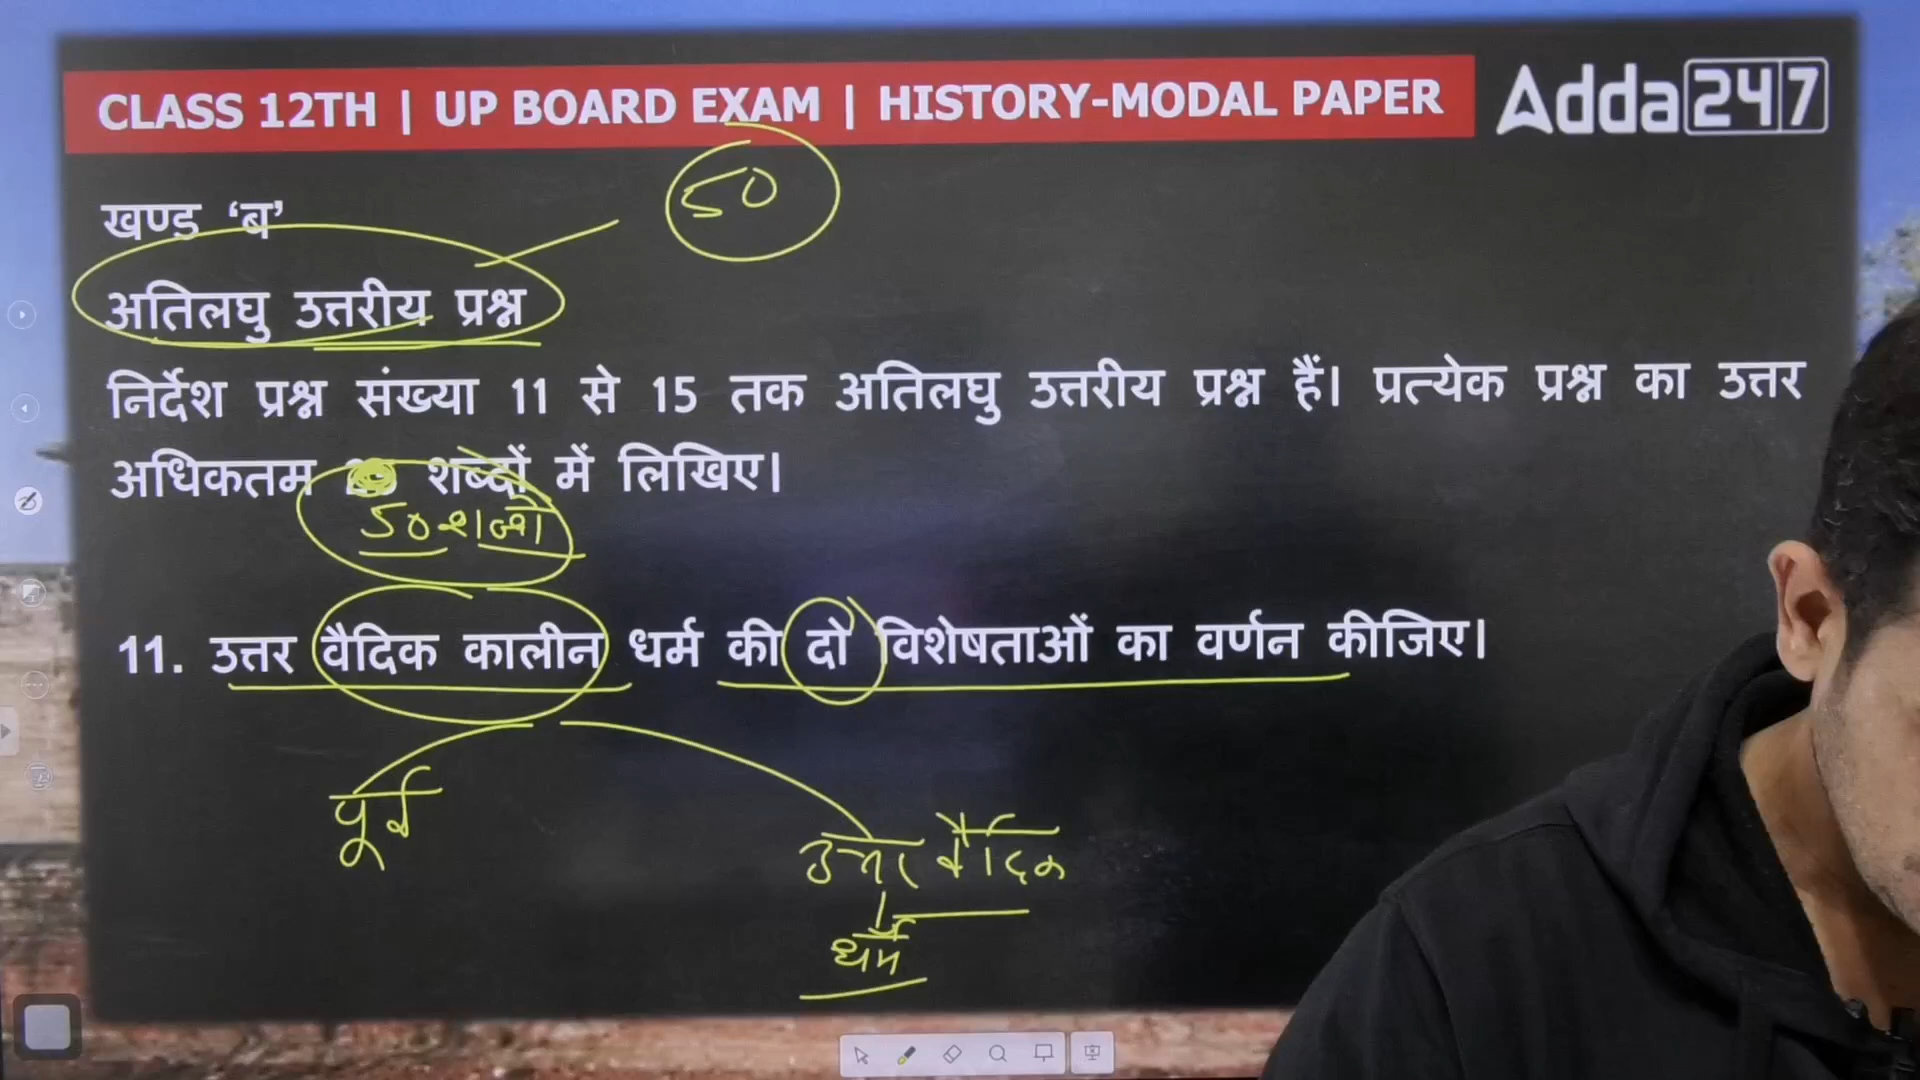 CLASS 12TH | UP BOARD EXAM | HISTORY-MODAL PAPER
Adda247
50
खण्ड ‘ब’
अतिलघु उत्तरीय प्रश्न
निर्देश प्रश्न संख्या 11 से 15 तक अतिलघु उत्तरीय प्रश्न हैं। प्रत्येक प्रश्न का उत्तर
अधिकतम शब्दों में लिखिए।
50 शब्दों
11. उत्तर वैदिक कालीन धर्म की दो विशेषताओं का वर्णन कीजिए।
पूर्व
उत्तर वैदिक
धर्म